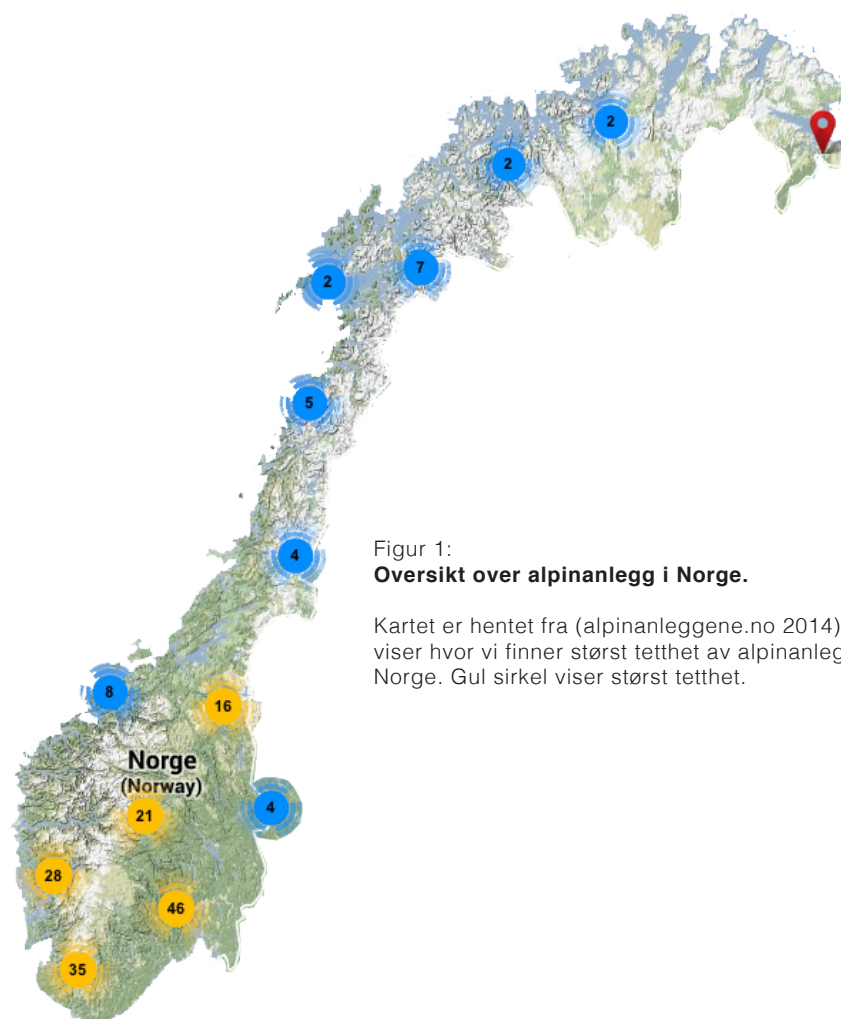 2
2
7
2
5
4
Figur 1:
Oversikt over alpinanlegg i Norge.
Kartet er hentet fra (alpinanleggene.no 2014)
viser hvor vi finner størst tetthet av
Norge. Gul sirkel viser størst tetthet.
8
16
Norge
(Norway)
21
4
28
46
35